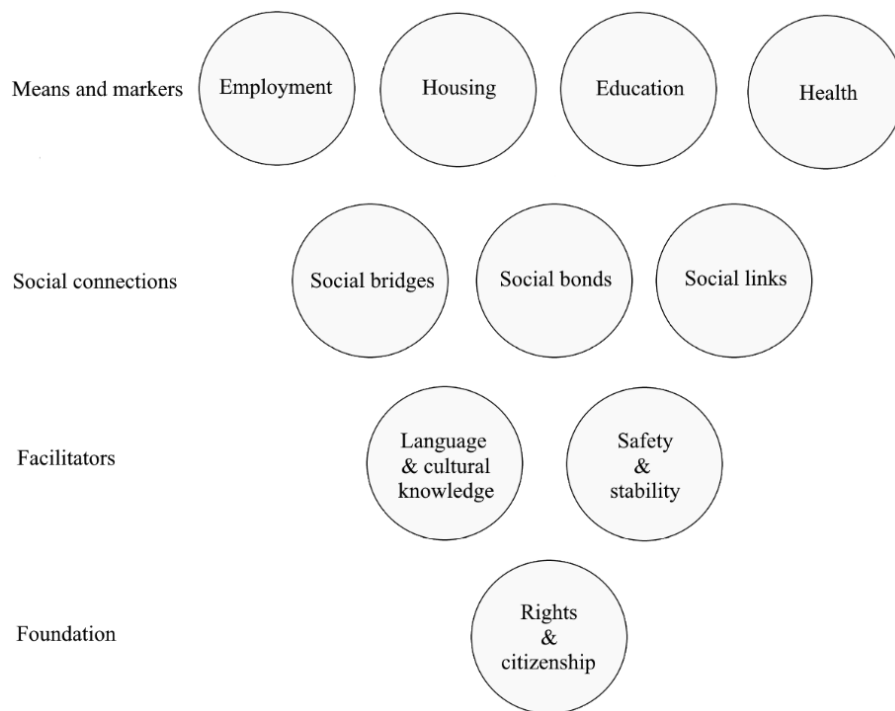 Means and markers
Employment
Housing
Education
Health
Social connections
Social bridges
Social bonds
Social links
Facilitators
Language
& cultural
knowledge
Safety
&
stability
Foundation
Rights
&
citizenship